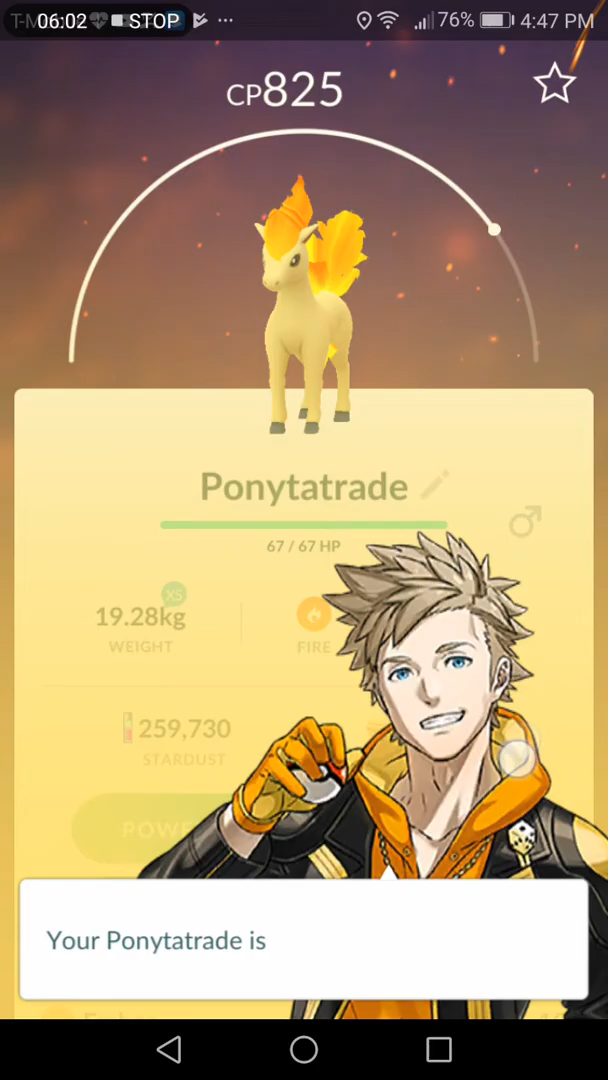 06:02 STOP ... 76% 4:47 PM
CP825
Ponytatrade
67 / 67 HP
XS
19.28kg
WEIGHT
FIRE
259,730
STARDUST
Your Ponytatrade is